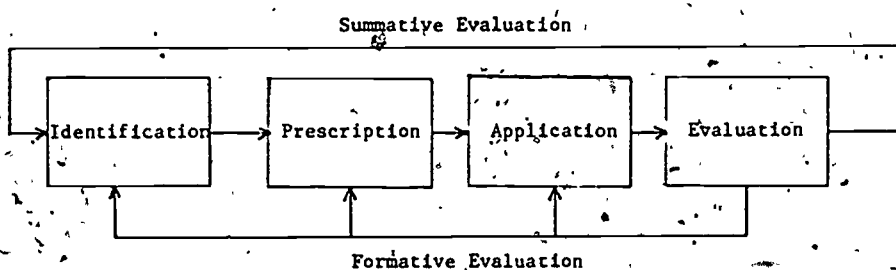 Summative Evaluation
Identification Prescription Application Evaluation
Formative Evaluation